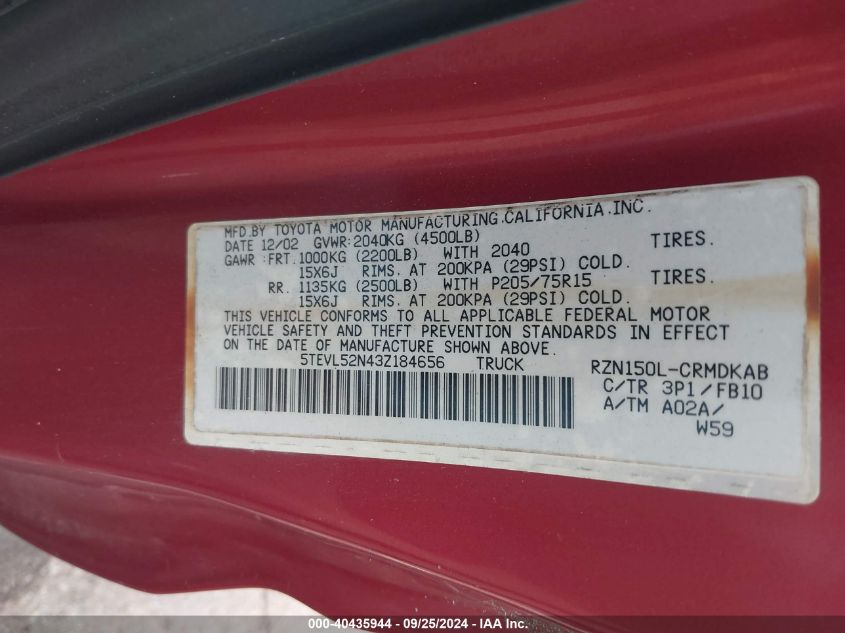 MFD.BY TOYOTA MOTOR MANUFACTURING.CALIFORNIA.INC.
DATE 12/02 GVWR:2040KG (4500LB)
GAWR :FRT.1000KG (2200LB) WITH 2040 TIRES.
15X6J RIMS. AT 200KPA (29PSI) COLD.
RR. 1135KG (2500LB) WITH P205/75R15 TIRES.
15X6J RIMS. AT 200KPA (29PSI) COLD.
THIS VEHICLE CONFORMS TO ALL APPLICABLE FEDERAL MOTOR
VEHICLE SAFETY AND THEFT PREVENTION STANDARDS IN EFFECT
ON THE DATE OF MANUFACTURE SHOWN ABOVE.
5TEVL52N43Z184656 TRUCK RZN150L-CRMDKAB
C/TR 3P1/FB10
A/TM A02A/
W59
000-40435944 - 09/25/2024 - IAA, Inc.